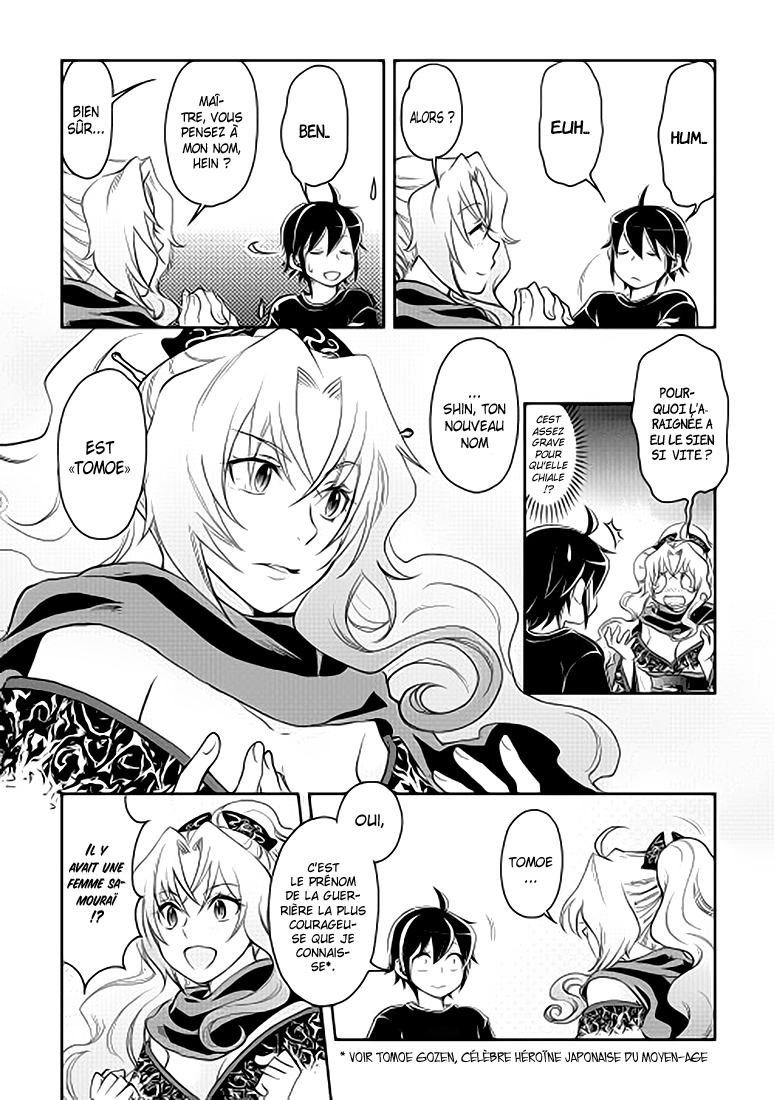 HUM...
EUH...
ALORS ?
BEN...
MAÎ-
TRE, VOUS
PENSEZ À
MON NOM,
HEIN ?
BIEN
SÛR...
POUR-
QUOI L'A-
RAIGNÉE A
EU LE SIEN
SI VITE ?
C'EST
ASSEZ
GRAVE
POUR
QU'ELLE
CHIALE
!?
...
SHIN, TON
NOUVEAU
NOM
EST
«TOMOE»
TOMOE
...
OUI,
C'EST
LE PRÉNOM
DE LA GUER-
RIÈRE LA PLUS
COURAGEU-
SE QUE JE
CONNAIS-
SE*.
IL Y
AVAIT UNE
FEMME SA-
MOURAÏ
!?
* VOIR TOMOE GOZEN, CÉLÈBRE HÉROÏNE JAPONAISE DU MOYEN-AGE